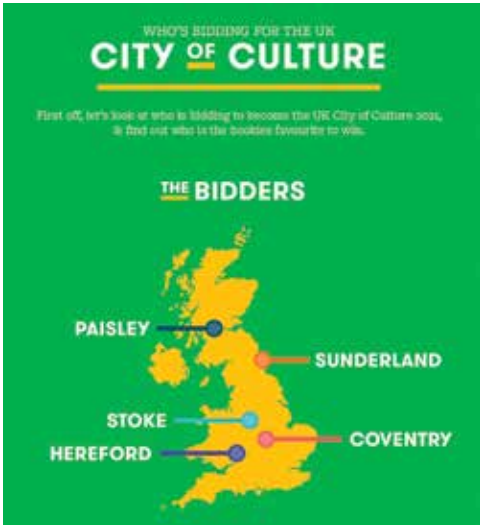 WHO'S BIDDING FOR THE UK
CITY OF CULTURE
First off, let's look at who is bidding to become the UK City of Culture 2021,
& find out who is the bookies favourite to win.
THE BIDDERS
PAISLEY
SUNDERLAND
STOKE
COVENTRY
HEREFORD